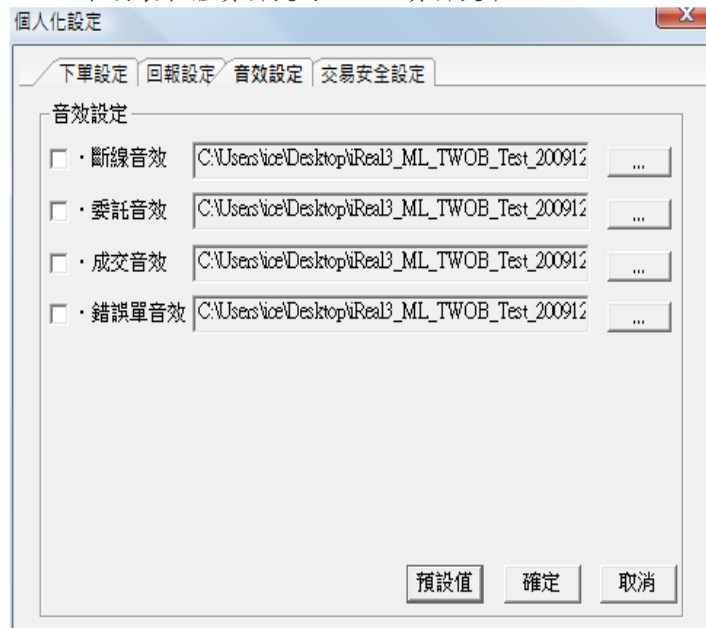 個人化設定
下單設定 回報設定 音效設定 交易安全設定
音效設定
・斷線音效 C:\Users\ice\Desktop\iReal3_ML_TWOB_Test_200912 ...
・委託音效 C:\Users\ice\Desktop\iReal3_ML_TWOB_Test_200912 ...
・成交音效 C:\Users\ice\Desktop\iReal3_ML_TWOB_Test_200912 ...
・錯誤單音效 C:\Users\ice\Desktop\iReal3_ML_TWOB_Test_200912 ...
預設值 確定 取消